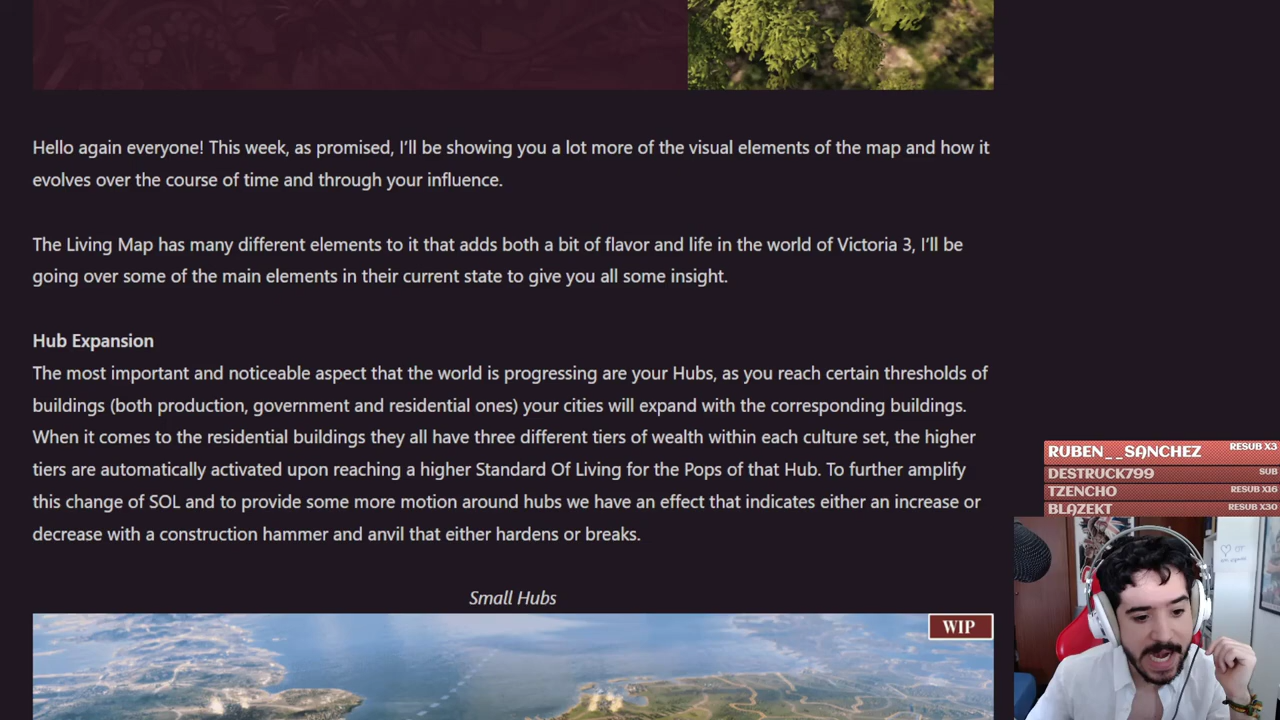 Hello again everyone! This week, as promised, I’ll be showing you a lot more of the visual elements of the map and how it
evolves over the course of time and through your influence.
The Living Map has many different elements to it that adds both a bit of flavor and life in the world of Victoria 3, I’ll be
going over some of the main elements in their current state to give you all some insight.
Hub Expansion
The most important and noticeable aspect that the world is progressing are your Hubs, as you reach certain thresholds of
buildings (both production, government and residential ones) your cities will expand with the corresponding buildings.
When it comes to the residential buildings they all have three different tiers of wealth within each culture set, the higher
tiers are automatically activated upon reaching a higher Standard Of Living for the Pops of that Hub. To further amplify
this change of SOL and to provide some more motion around hubs we have an effect that indicates either an increase or
decrease with a construction hammer and anvil that either hardens or breaks.
Small Hubs
WIP
RUBEN__SANCHEZ RESUB X3
DESTRUCK799 SUB
TZENCHO RESUB X16
BLAZEKT RESUB X30